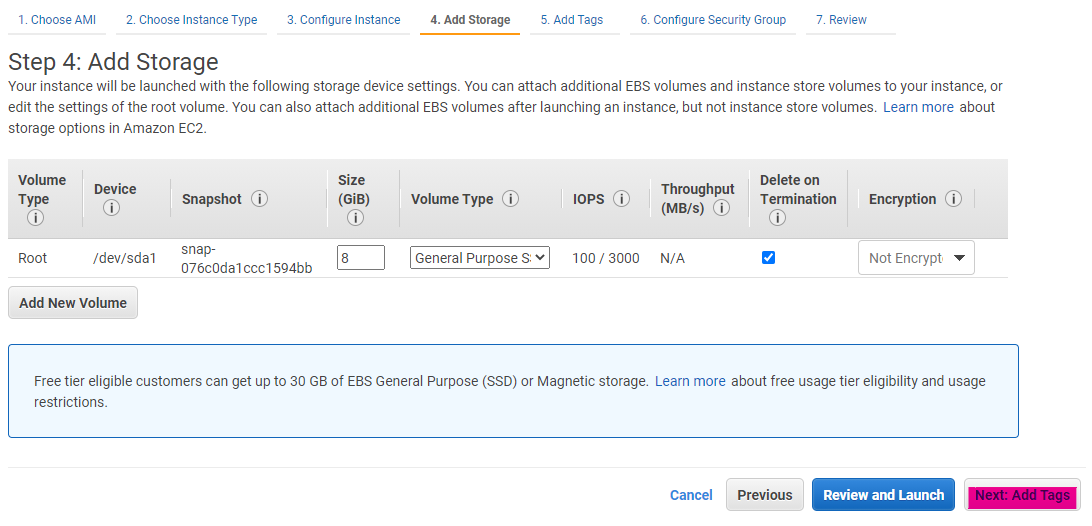 1. Choose AMI
2. Choose Instance Type
3. Configure Instance
4. Add Storage
5. Add Tags
6. Configure Security Group
7. Review
Step 4: Add Storage
Your instance will be launched with the following storage device settings. You can attach additional EBS volumes and instance store volumes to your instance, or
edit the settings of the root volume. You can also attach additional EBS volumes after launching an instance, but not instance store volumes. Learn more about
storage options in Amazon EC2.
Volume
Type
Device
Snapshot
Size
(GiB)
Volume Type
IOPS
Throughput
(MB/s)
Delete on
Termination
Encryption
Root
/dev/sda1
snap-
076c0da1ccc1594bb
8
General Purpose S
100 / 3000
N/A
Not Encrypt
Add New Volume
Free tier eligible customers can get up to 30 GB of EBS General Purpose (SSD) or Magnetic storage. Learn more about free usage tier eligibility and usage
restrictions.
Cancel
Previous
Review and Launch
Next: Add Tags